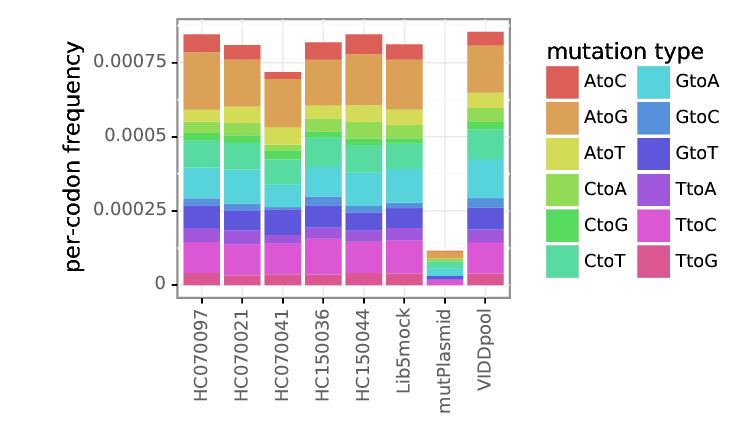 per-codon frequency
0.00075
0.0005
0.00025
0
HC070097
HC070021
HC070041
HC150036
HC150044
Lib5mock
mutPlasmid
VIDDpool
mutation type
AtoC
AtoG
AtoT
CtoA
CtoG
CtoT
GtoA
GtoC
GtoT
TtoA
TtoC
TtoG